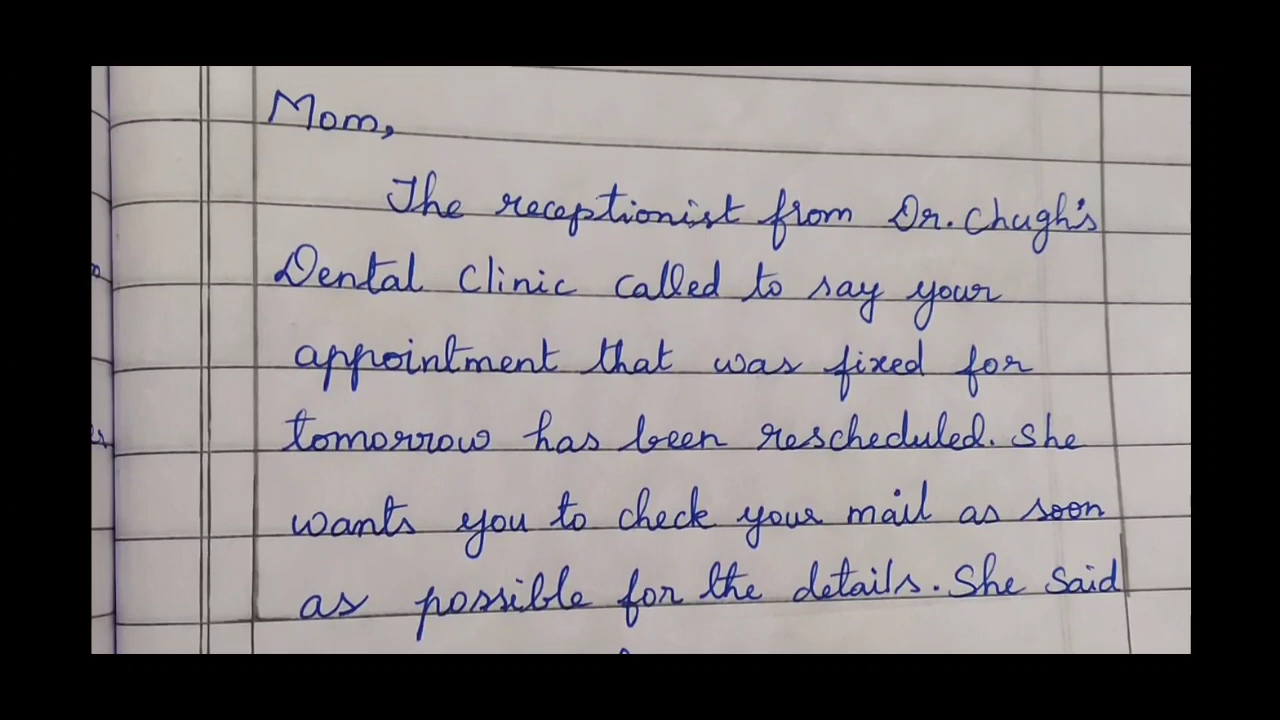 Mom,
The receptionist from Dr. Chugh's
Dental Clinic called to say your
appointment that was fixed for
tomorrow has been rescheduled. She
wants you to check your mail as soon
as possible for the details. She said